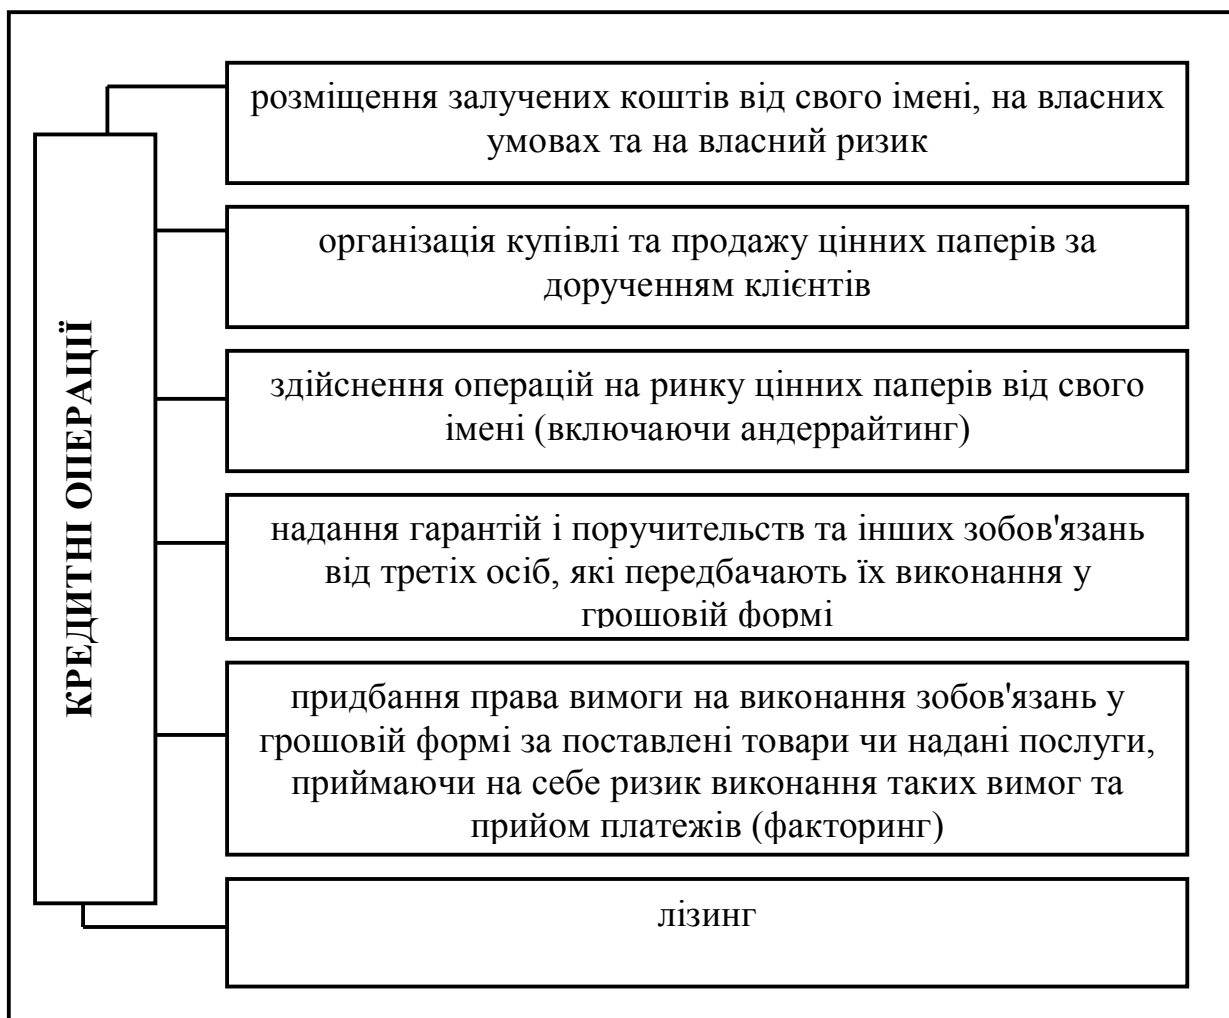 КРЕДИТНІ ОПЕРАЦІЇ
розміщення залучених коштів від свого імені, на власних
умовах та на власний ризик
організація купівлі та продажу цінних паперів за
дорученням клієнтів
здійснення операцій на ринку цінних паперів від свого
імені (включаючи андеррайтинг)
надання гарантій і поручительств та інших зобов'язань
від третіх осіб, які передбачають їх виконання у
грошовій формі
придбання права вимоги на виконання зобов'язань у
грошовій формі за поставлені товари чи надані послуги,
приймаючи на себе ризик виконання таких вимог та
прийом платежів (факторинг)
лізинг